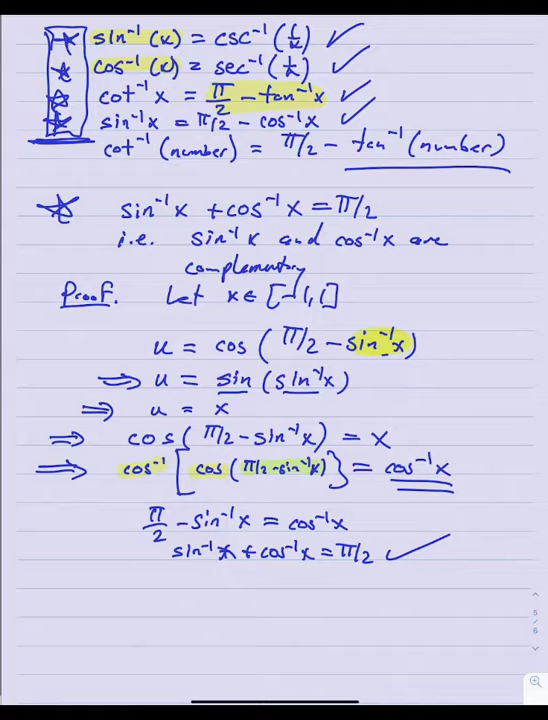 sin⁻¹(x) = csc⁻¹(1/x) ✓
cos⁻¹(x) = sec⁻¹(1/x) ✓
cot⁻¹x = π/2 - tan⁻¹x ✓
sin⁻¹x = π/2 - cos⁻¹x ✓
cot⁻¹(number) = π/2 - tan⁻¹(number)
sin⁻¹x + cos⁻¹x = π/2
i.e. sin⁻¹x and cos⁻¹x are
complementary
Proof. Let x ∈ [-1,1]
u = cos(π/2 - sin⁻¹x)
⇒ u = sin(sin⁻¹x)
⇒ u = x
⇒ cos(π/2 - sin⁻¹x) = x
⇒ cos⁻¹[cos(π/2 - sin⁻¹x)} = cos⁻¹x
π/2 - sin⁻¹x = cos⁻¹x
sin⁻¹x + cos⁻¹x = π/2 ✓
5
/
6